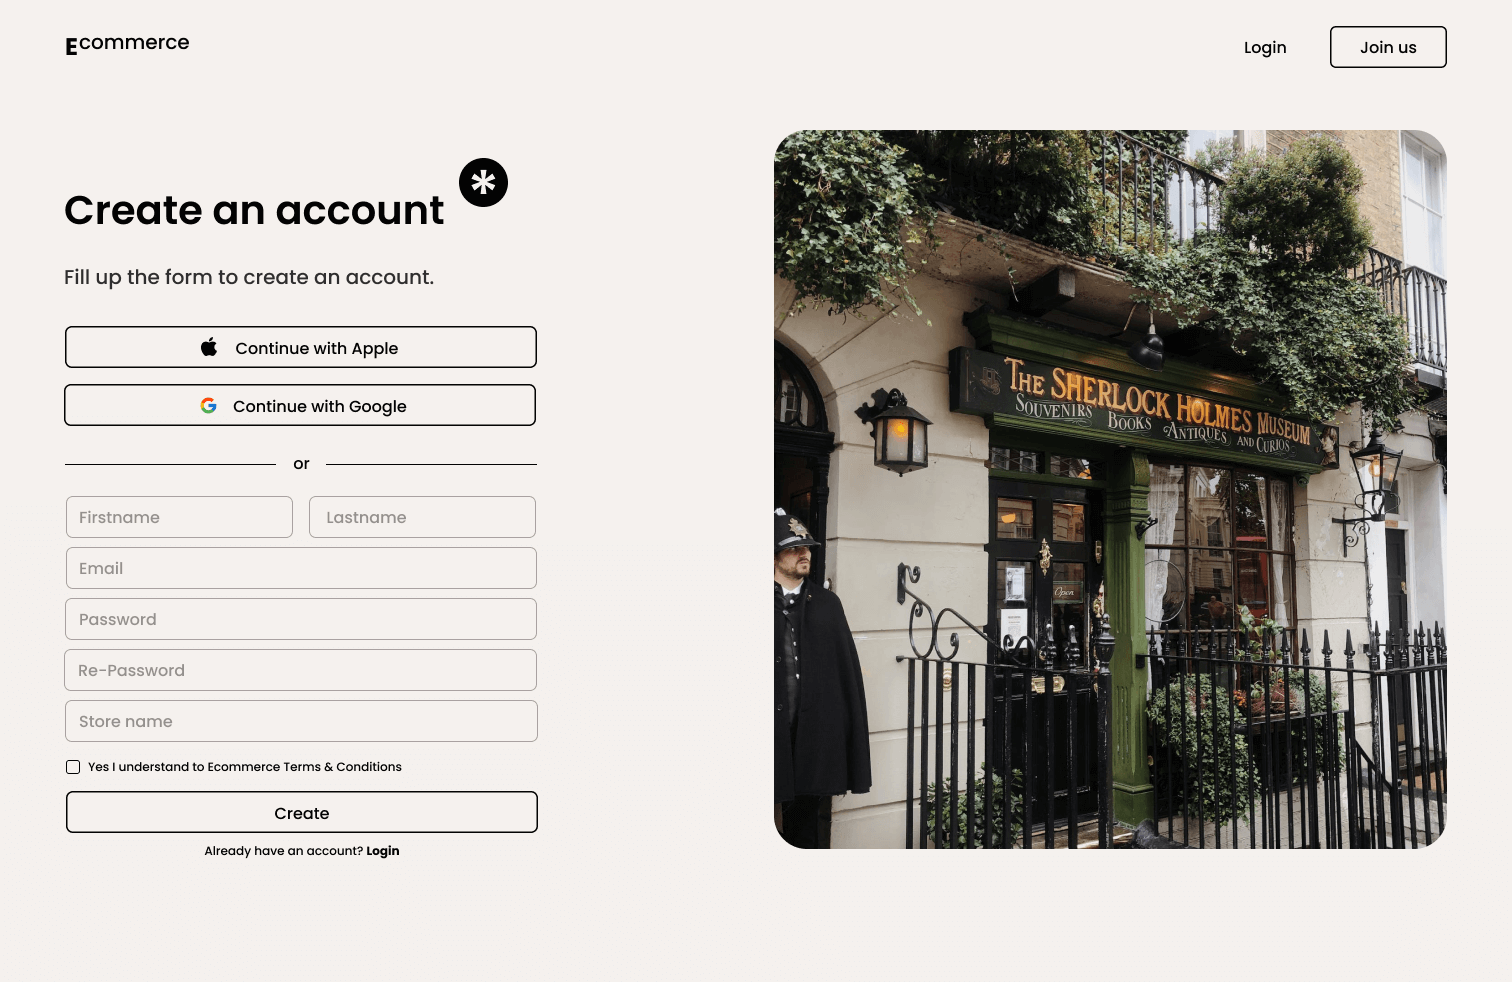 Ecommerce
Login
Join us
Create an account
*
Fill up the form to create an account.
Continue with Apple
Continue with Google
or
Firstname
Lastname
Email
Password
Re-Password
Store name
Yes I understand to Ecommerce Terms & Conditions
Create
Already have an account? Login
THE SHERLOCK HOLMES MUSEUM
SOUVENIRS BOOKS ANTIQUES AND CURIOS
Open